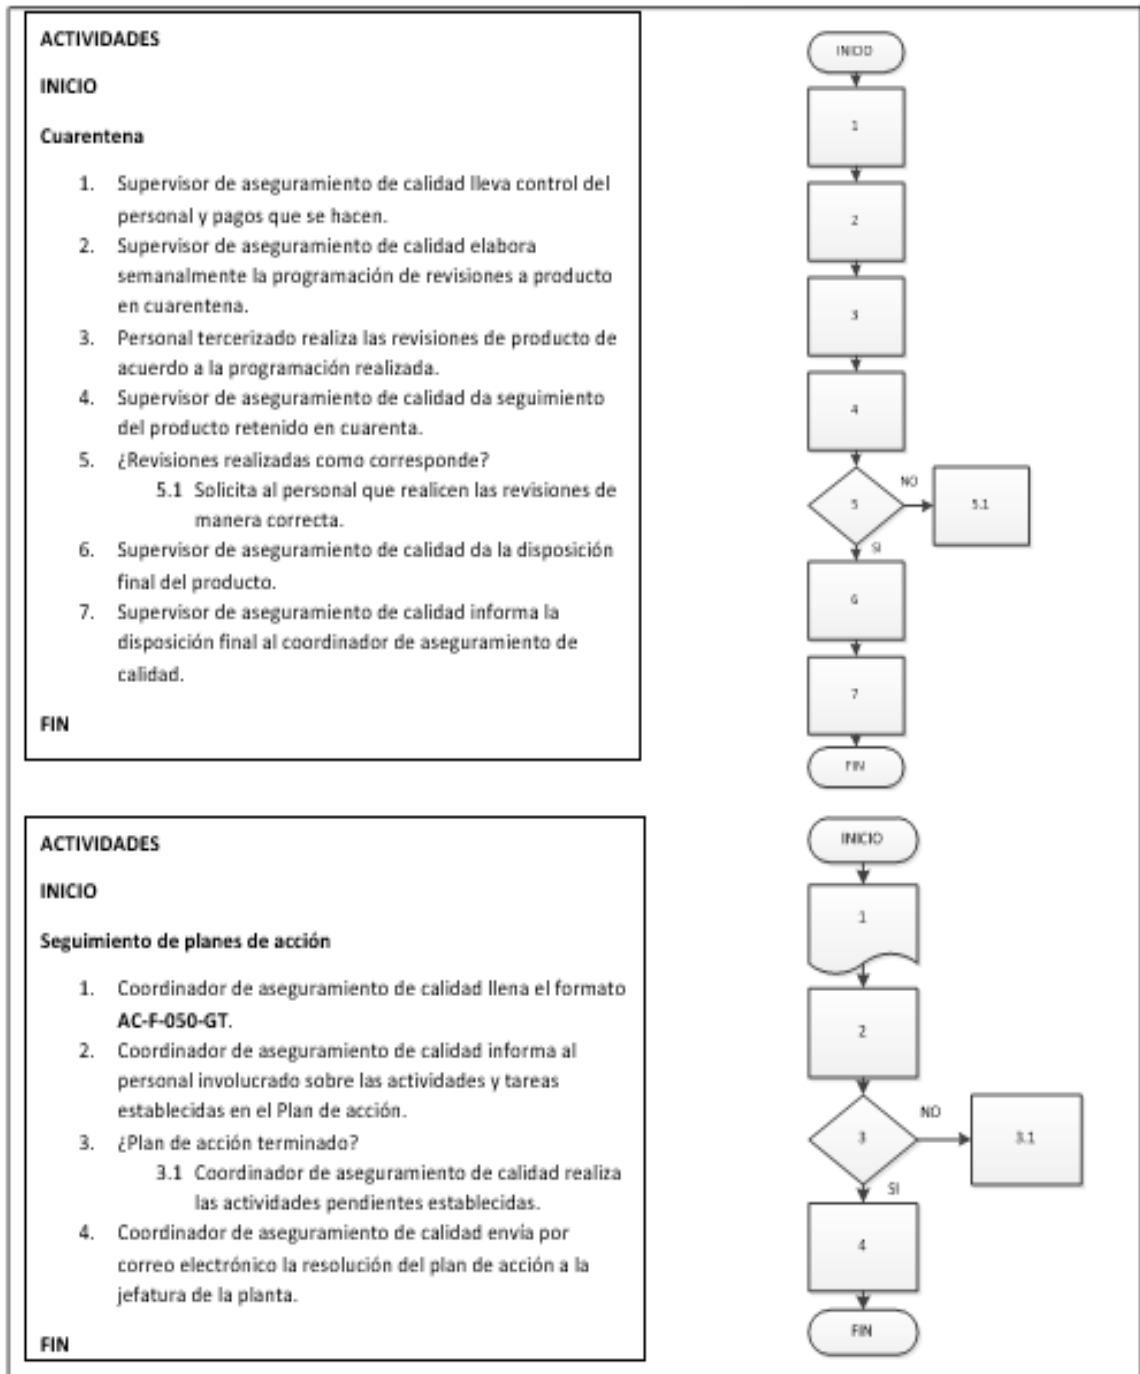 ACTIVIDADES
INICIO
Cuarentena
1. Supervisor de aseguramiento de calidad lleva control del
personal y pagos que se hacen.
2. Supervisor de aseguramiento de calidad elabora
semanalmente la programación de revisiones a producto
en cuarentena.
3. Personal tercerizado realiza las revisiones de producto de
acuerdo a la programación realizada.
4. Supervisor de aseguramiento de calidad da seguimiento
del producto retenido en cuarenta.
5. ¿Revisiones realizadas como corresponde?
5.1 Solicita al personal que realicen las revisiones de
manera correcta.
6. Supervisor de aseguramiento de calidad da la disposición
final del producto.
7. Supervisor de aseguramiento de calidad informa la
disposición final al coordinador de aseguramiento de
calidad.
FIN
INICIO
1
2
3
4
5
NO
5.1
SI
6
7
FIN
ACTIVIDADES
INICIO
Seguimiento de planes de acción
1. Coordinador de aseguramiento de calidad llena el formato
AC-F-050-GT.
2. Coordinador de aseguramiento de calidad informa al
personal involucrado sobre las actividades y tareas
establecidas en el Plan de acción.
3. ¿Plan de acción terminado?
3.1 Coordinador de aseguramiento de calidad realiza
las actividades pendientes establecidas.
4. Coordinador de aseguramiento de calidad envía por
correo electrónico la resolución del plan de acción a la
jefatura de la planta.
FIN
INICIO
1
2
3
NO
3.1
SI
4
FIN